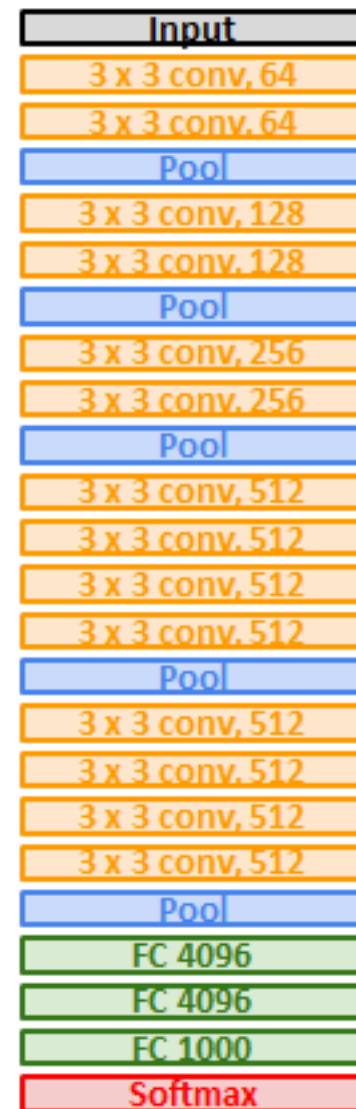 Input
3 x 3 conv, 64
3 x 3 conv, 64
Pool
3 x 3 conv, 128
3 x 3 conv, 128
Pool
3 x 3 conv, 256
3 x 3 conv, 256
Pool
3 x 3 conv, 512
3 x 3 conv, 512
3 x 3 conv, 512
3 x 3 conv, 512
Pool
3 x 3 conv, 512
3 x 3 conv, 512
3 x 3 conv, 512
3 x 3 conv, 512
Pool
FC 4096
FC 4096
FC 1000
Softmax